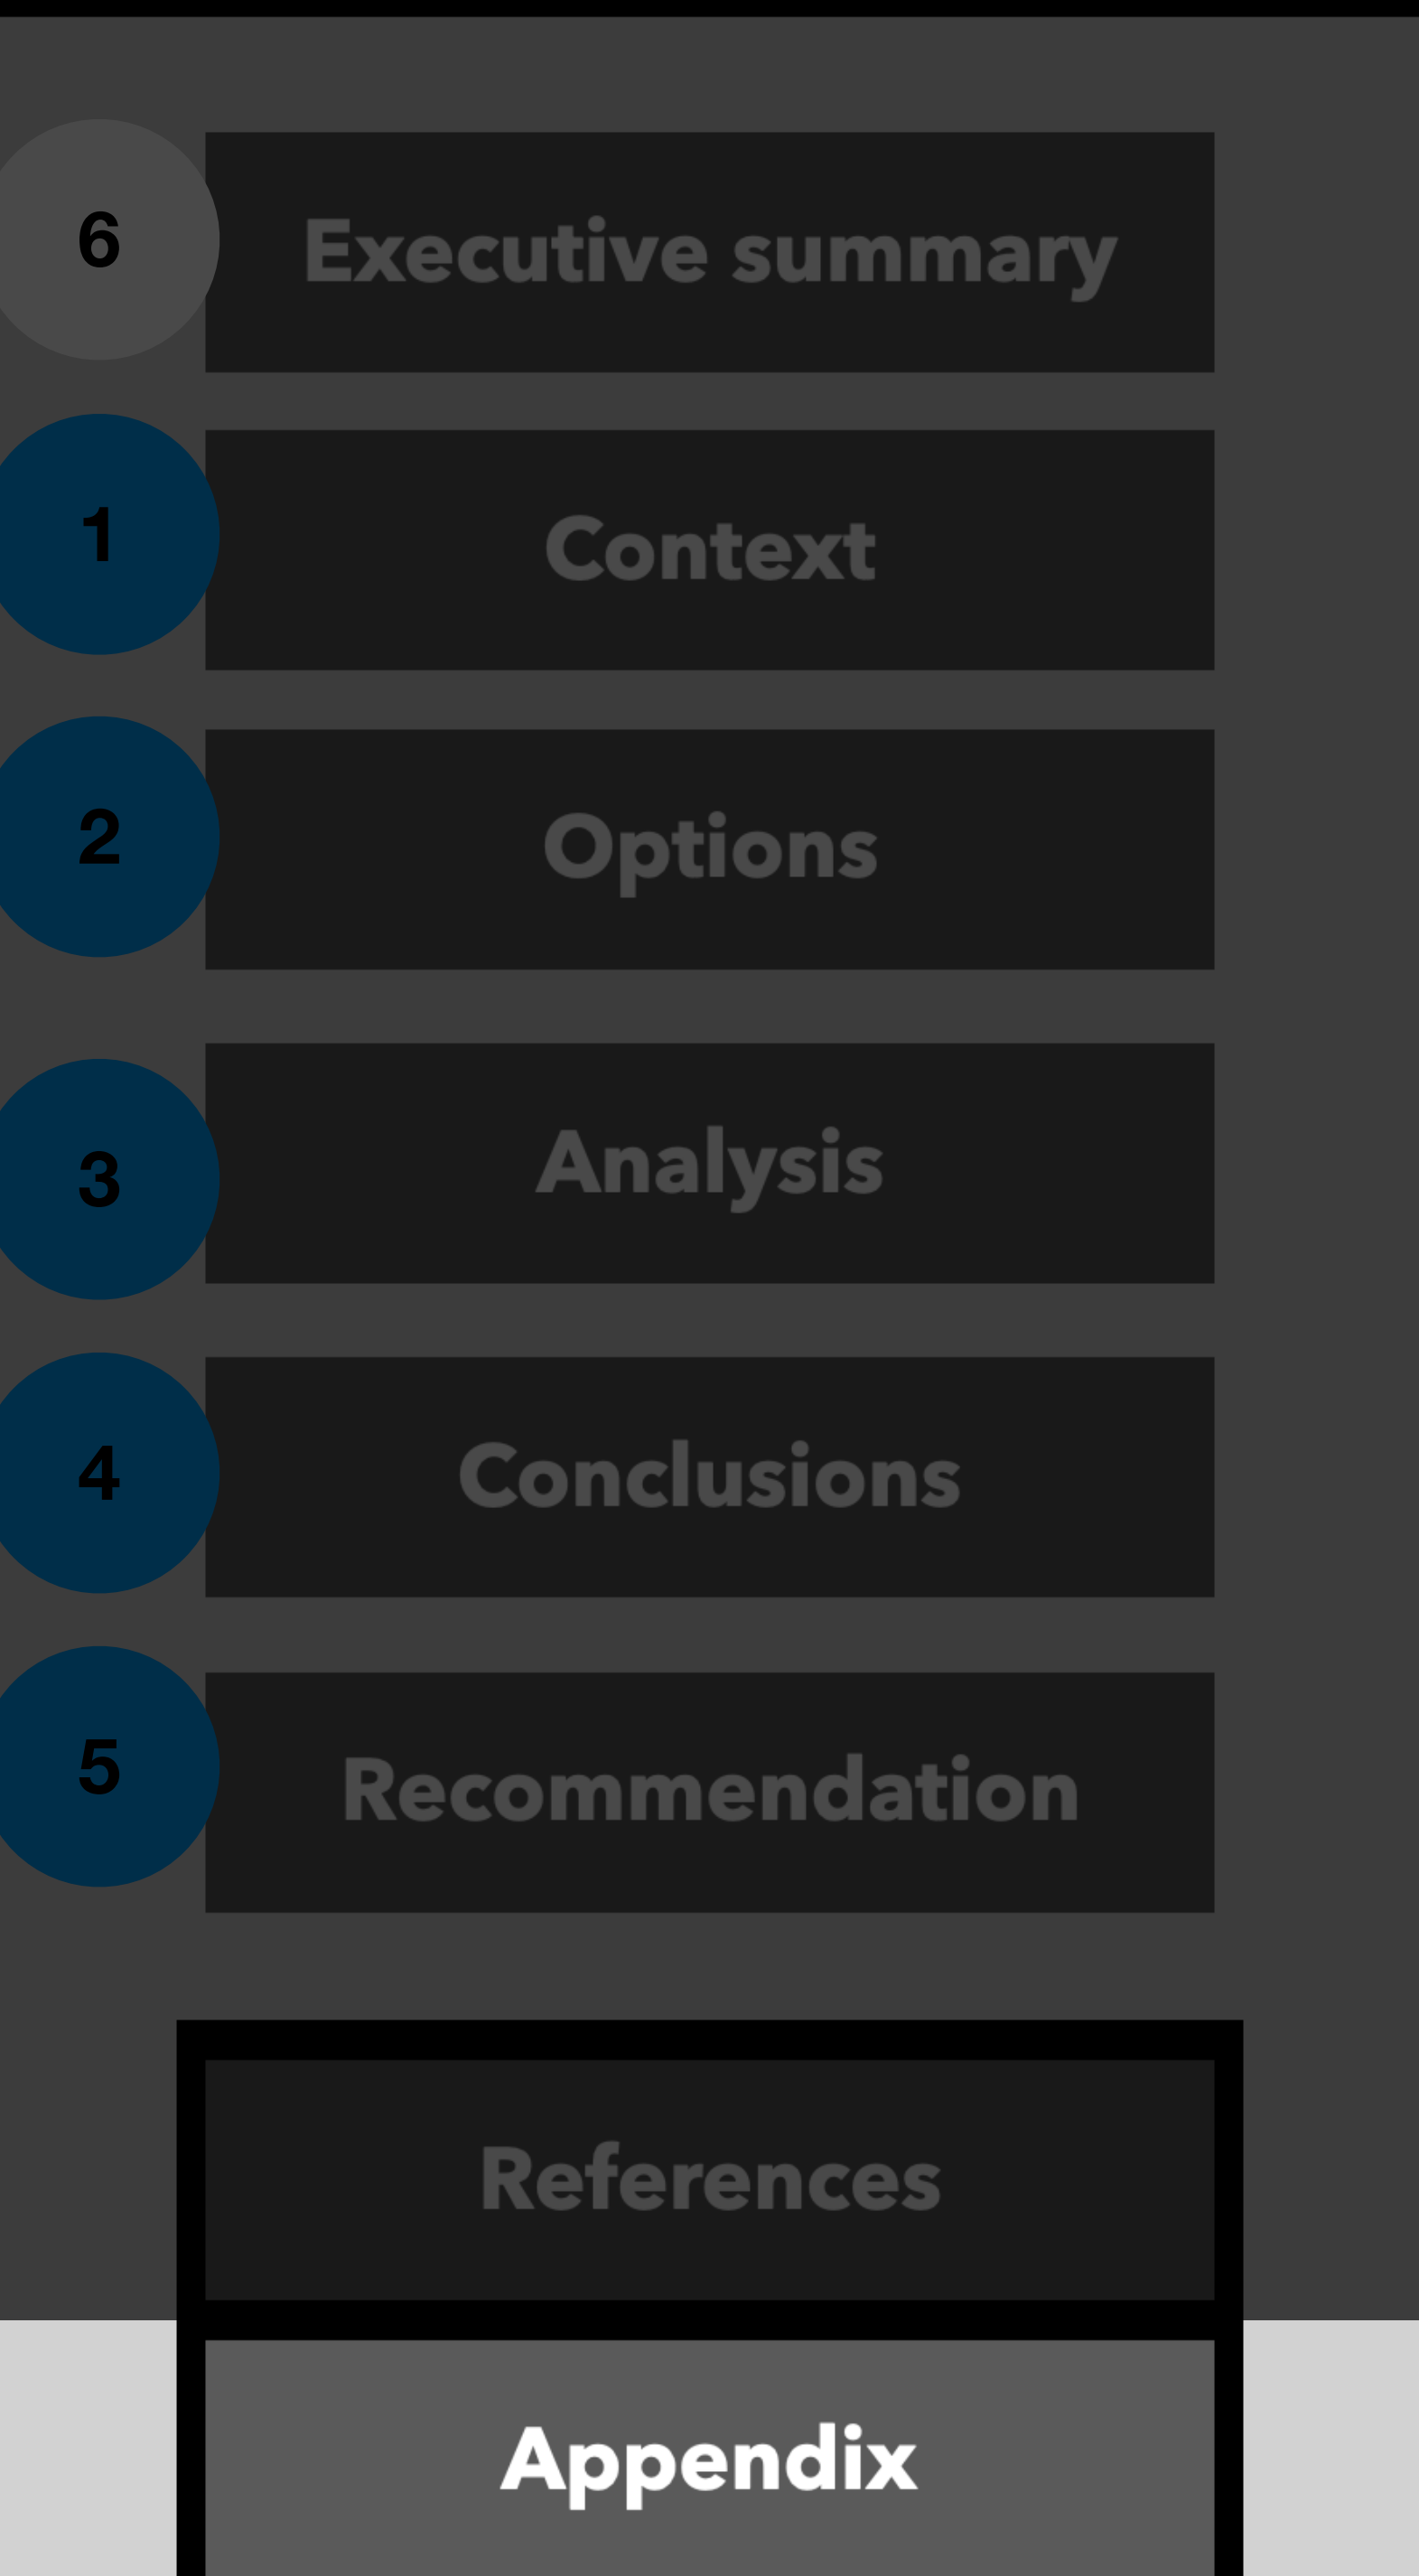 6 Executive summary
1 Context
2 Options
3 Analysis
4 Conclusions
5 Recommendation
References
Appendix